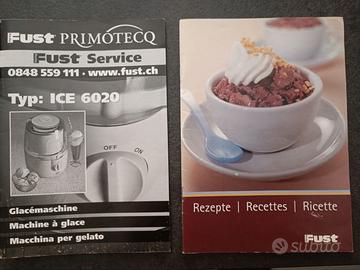 Fust PRIMOTECQ
Fust Service
0848 559 111 · www.fust.ch
Typ: ICE 6020
OFF
ON
Glacémaschine
Machine à glace
Macchina per gelato
Rezepte | Recettes | Ricette
Fust
subito